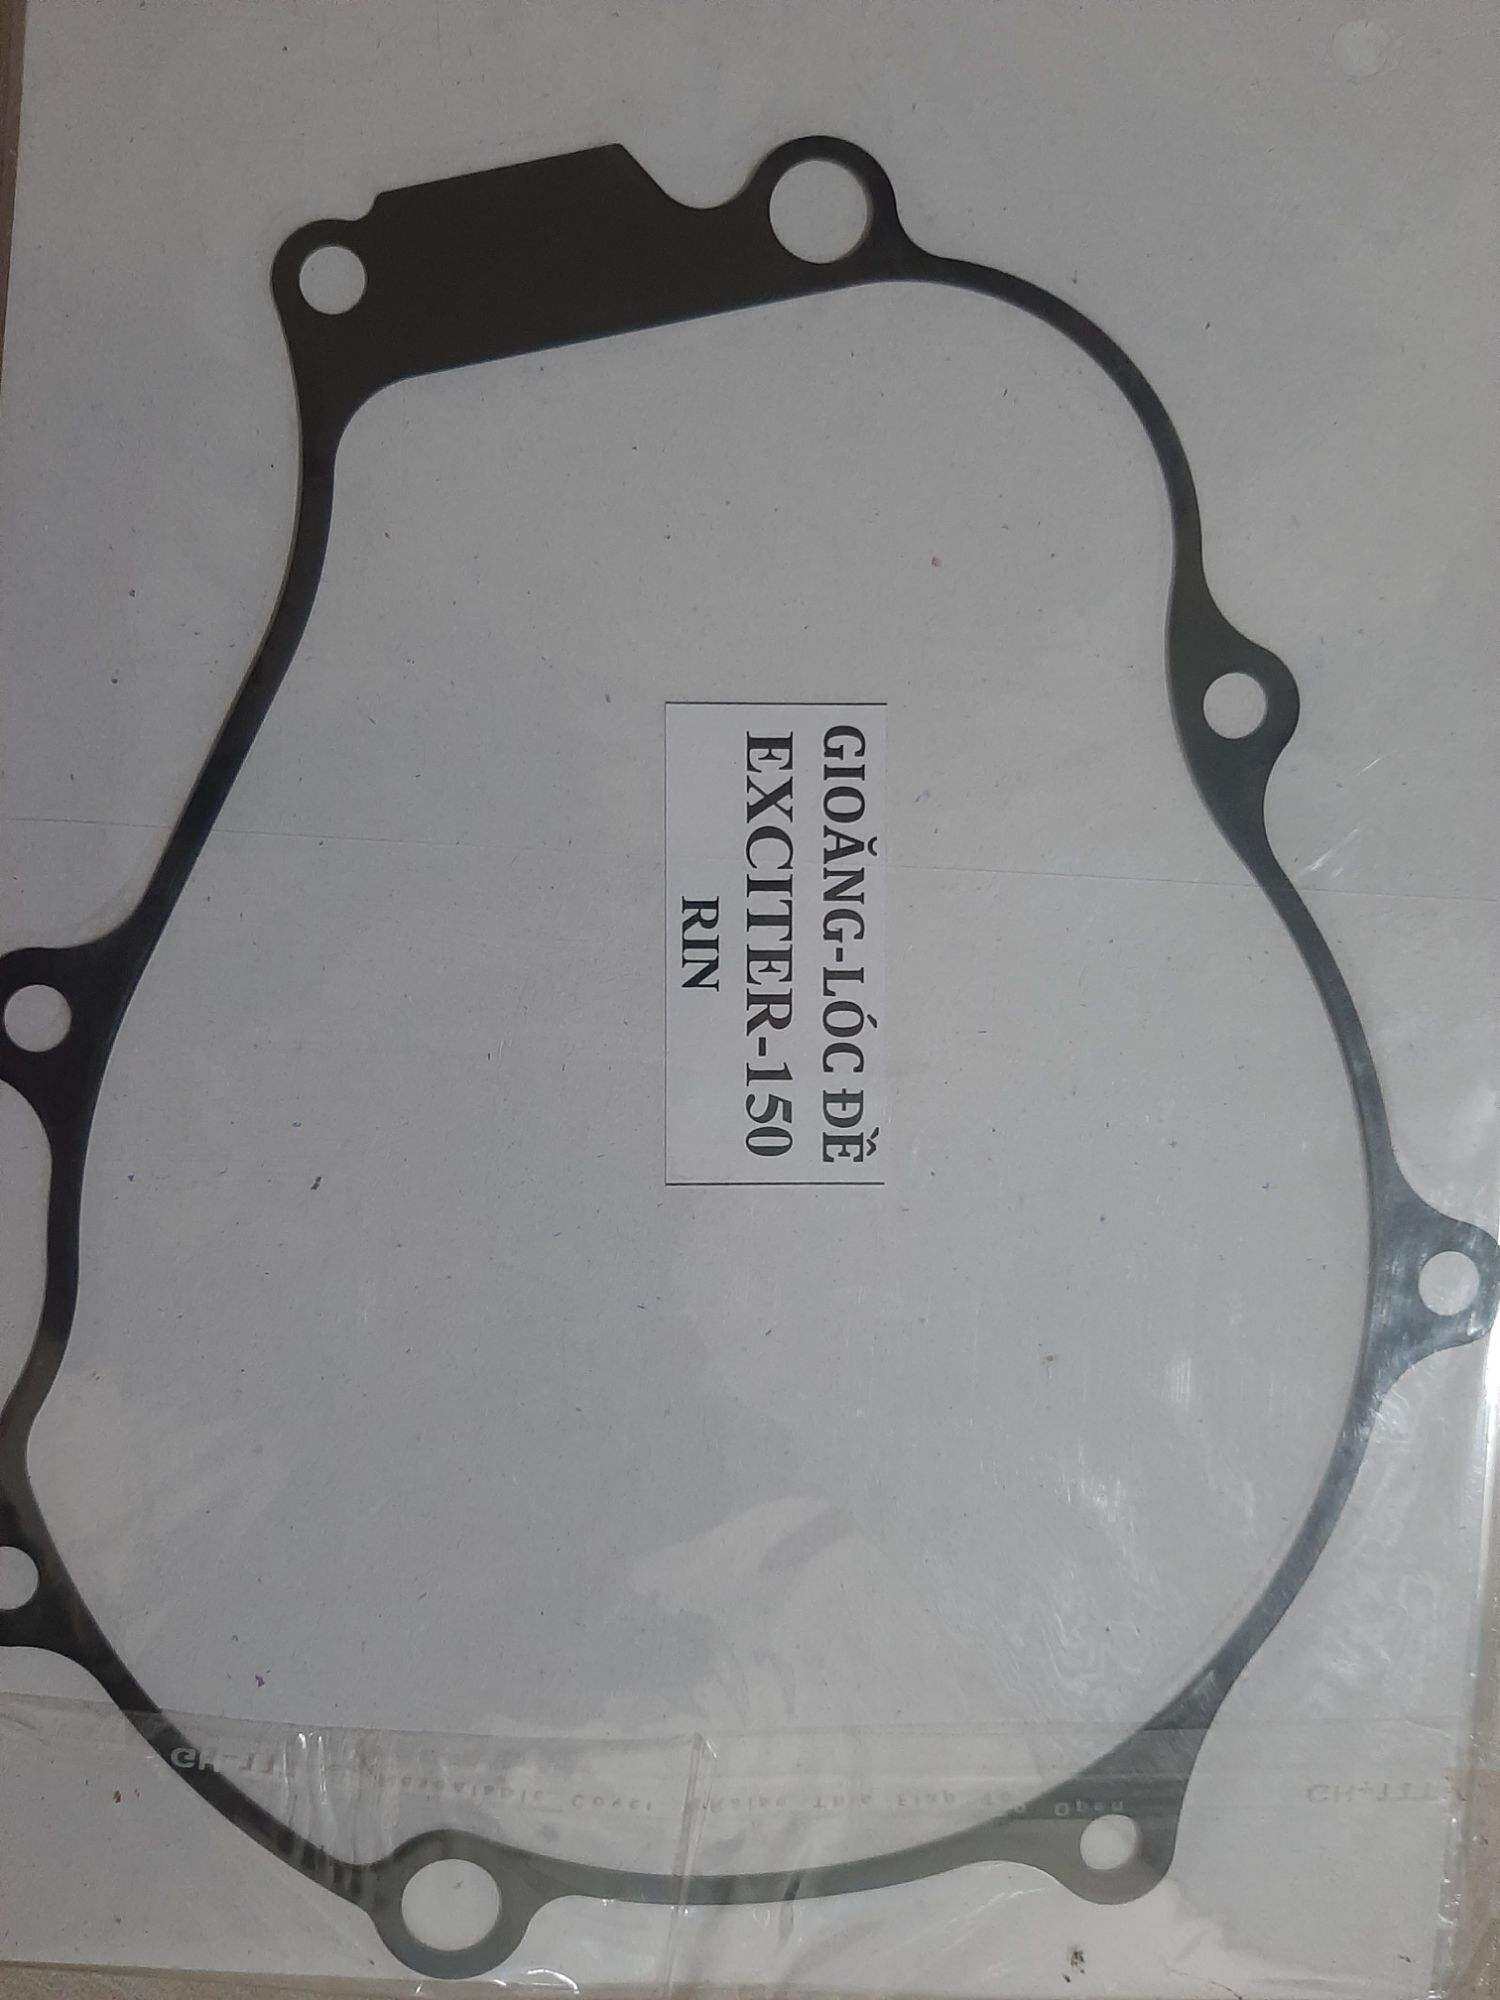 GIOĂNG-LÓC ĐỀ
EXCITER-150
RIN